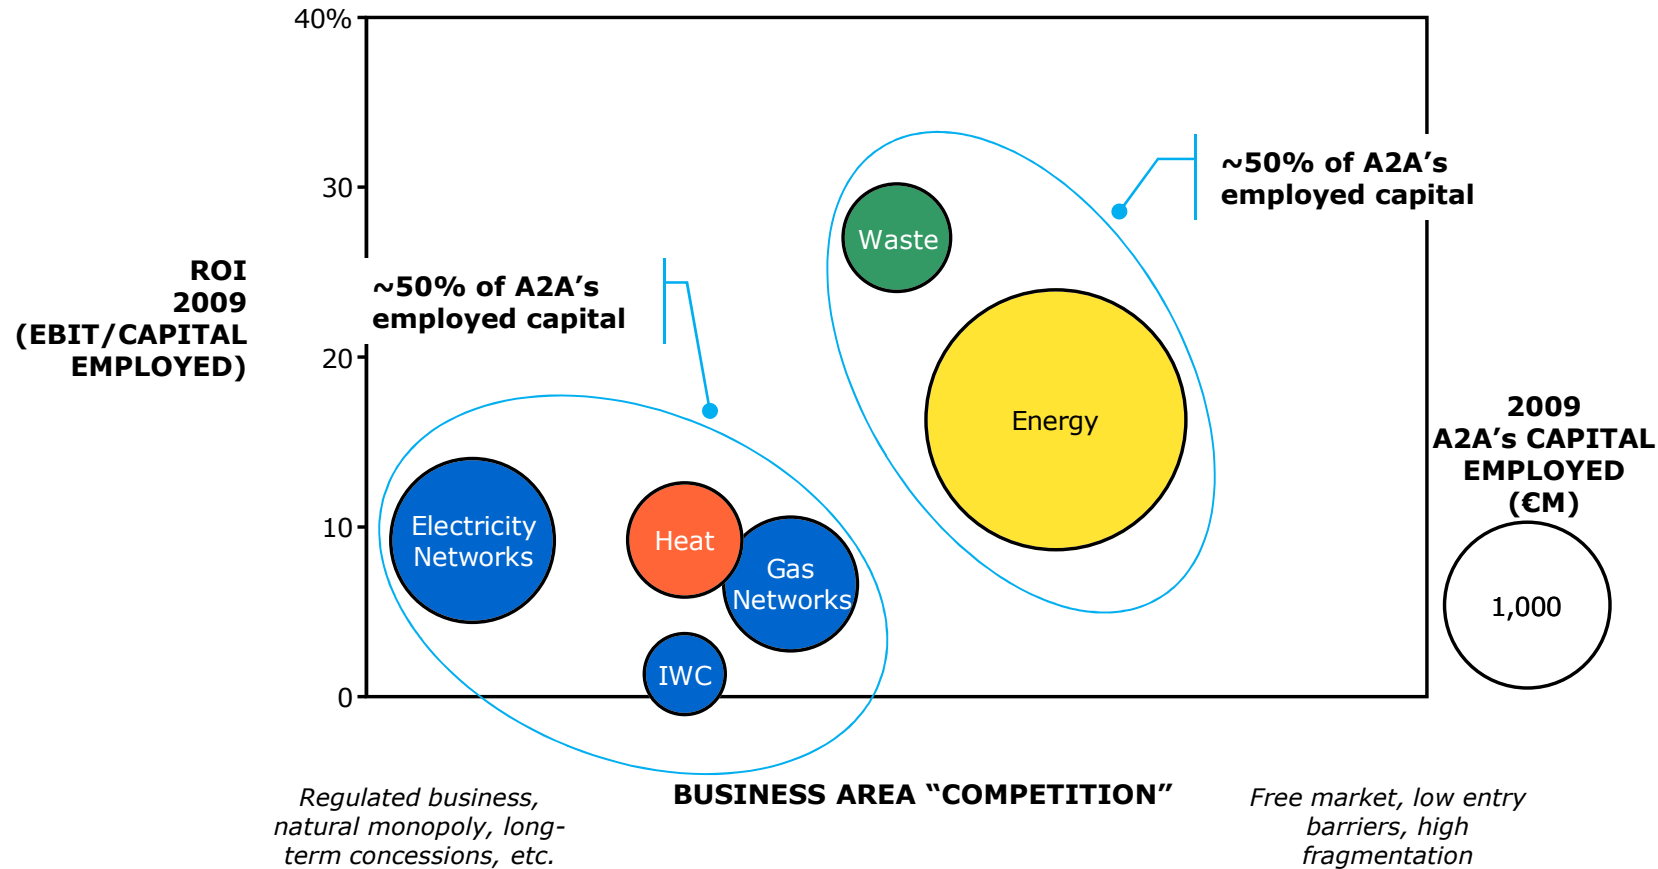 40%
30
20
10
0
ROI
2009
(EBIT/CAPITAL
EMPLOYED)
~50% of A2A’s
employed capital
~50% of A2A’s
employed capital
Waste
Energy
Electricity
Networks
Heat
Gas
Networks
IWC
2009
A2A’s CAPITAL
EMPLOYED
(€M)
1,000
BUSINESS AREA “COMPETITION”
Regulated business,
natural monopoly, long-
term concessions, etc.
Free market, low entry
barriers, high
fragmentation